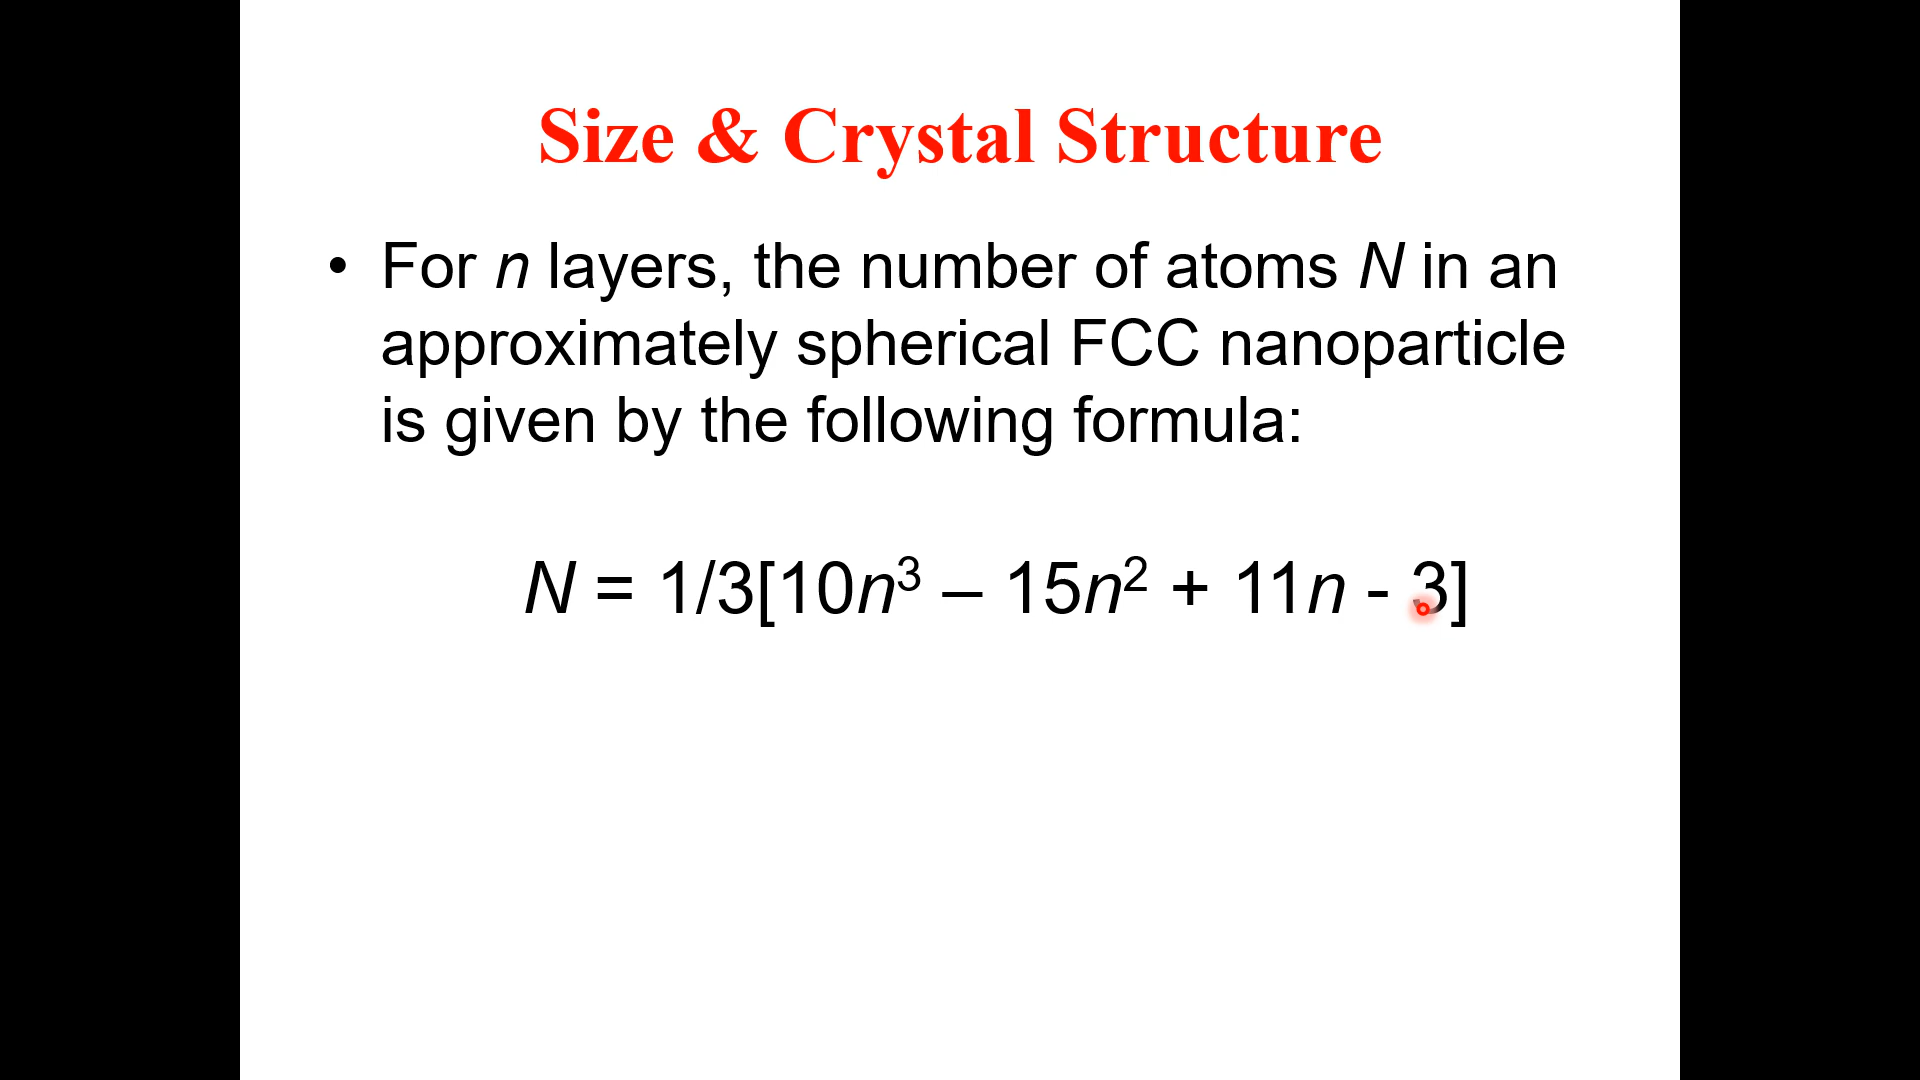 Size & Crystal Structure
• For n layers, the number of atoms N in an
approximately spherical FCC nanoparticle
is given by the following formula:
N = 1/3[10n³ – 15n² + 11n - 3]